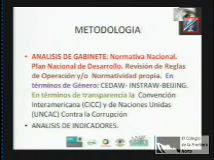 METODOLOGIA
• ANALISIS DE GABINETE: Normativa Nacional.
Plan Nacional de Desarrollo. Revisión de Reglas
de Operación y/o Normatividad propia. En
términos de Género: CEDAW- INSTRAW-BEIJING.
En términos de transparencia la Convención
Interamericana (CICC) y de Naciones Unidas
(UNCAC) Contra la Corrupción
• ANALISIS DE INDICADORES.
El Colegio
de la Frontera
Norte